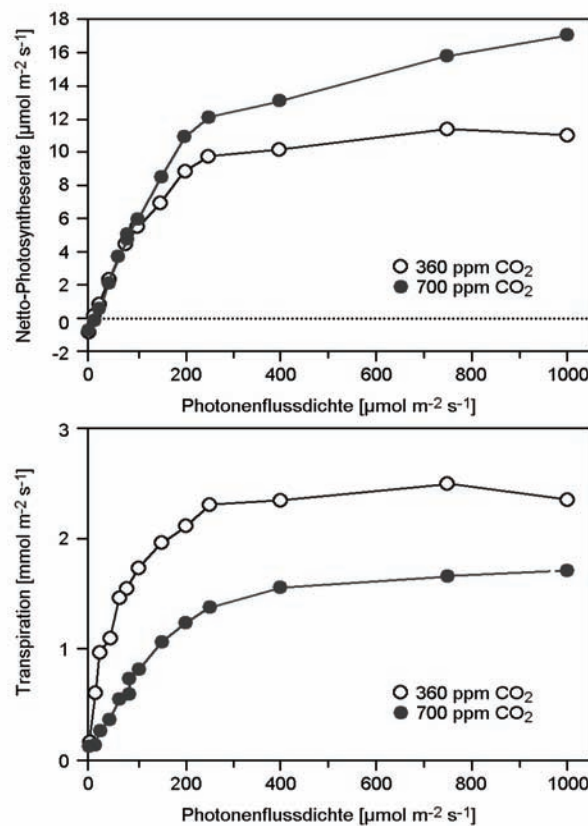 18
16
14
12
10
8
6
4
2
0
-2
Netto-Photosyntheserate [µmol m-2 s-1]
360 ppm CO2
700 ppm CO2
0 200 400 600 800 1000
Photonenflussdichte [µmol m-2 s-1]
3
2
1
0
Transpiration [mmol m-2 s-1]
360 ppm CO2
700 ppm CO2
0 200 400 600 800 1000
Photonenflussdichte [µmol m-2 s-1]